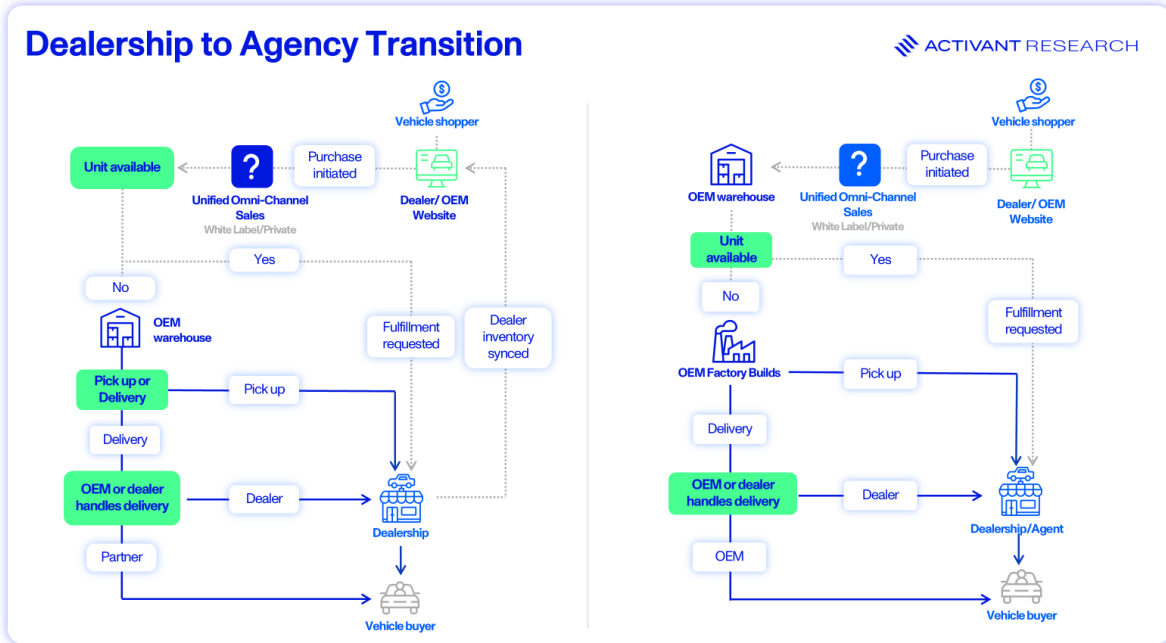 Dealership to Agency Transition
ACTIVANT RESEARCH
Vehicle shopper
Unit available
?
Purchase
initiated
Unified Omni-Channel
Sales
White Label/Private
Dealer/ OEM
Website
Yes
No
OEM
warehouse
Fulfillment
requested
Dealer
inventory
synced
Pick up or
Delivery
Pick up
Delivery
OEM or dealer
handles delivery
Dealer
Dealership
Partner
Vehicle buyer
Vehicle shopper
OEM warehouse
?
Purchase
initiated
Unified Omni-Channel
Sales
White Label/Private
Dealer/ OEM
Website
Unit
available
Yes
No
Fulfillment
requested
OEM Factory Builds
Pick up
Delivery
OEM or dealer
handles delivery
Dealer
Dealership/Agent
OEM
Vehicle buyer